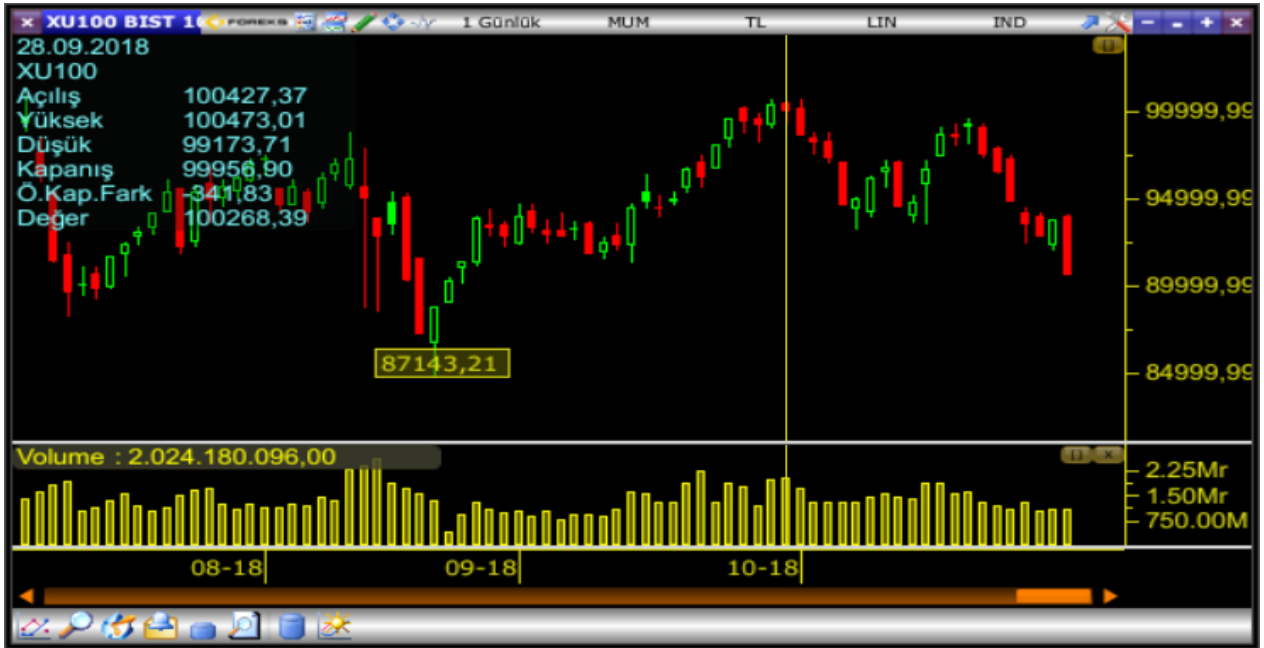 XU100 BIST 10 FOREKS 1 Günlük MUM TL LIN IND
28.09.2018
XU100
Açılış 100427,37
Yüksek 100473,01
Düşük 99173,71
Kapanış 99956,90
Ö.Kap.Fark -341,83
Değer 100268,39
99999,99
94999,99
89999,99
87143,21
84999,99
Volume : 2.024.180.096,00
2.25Mr
1.50Mr
750.00M
08-18 09-18 10-18